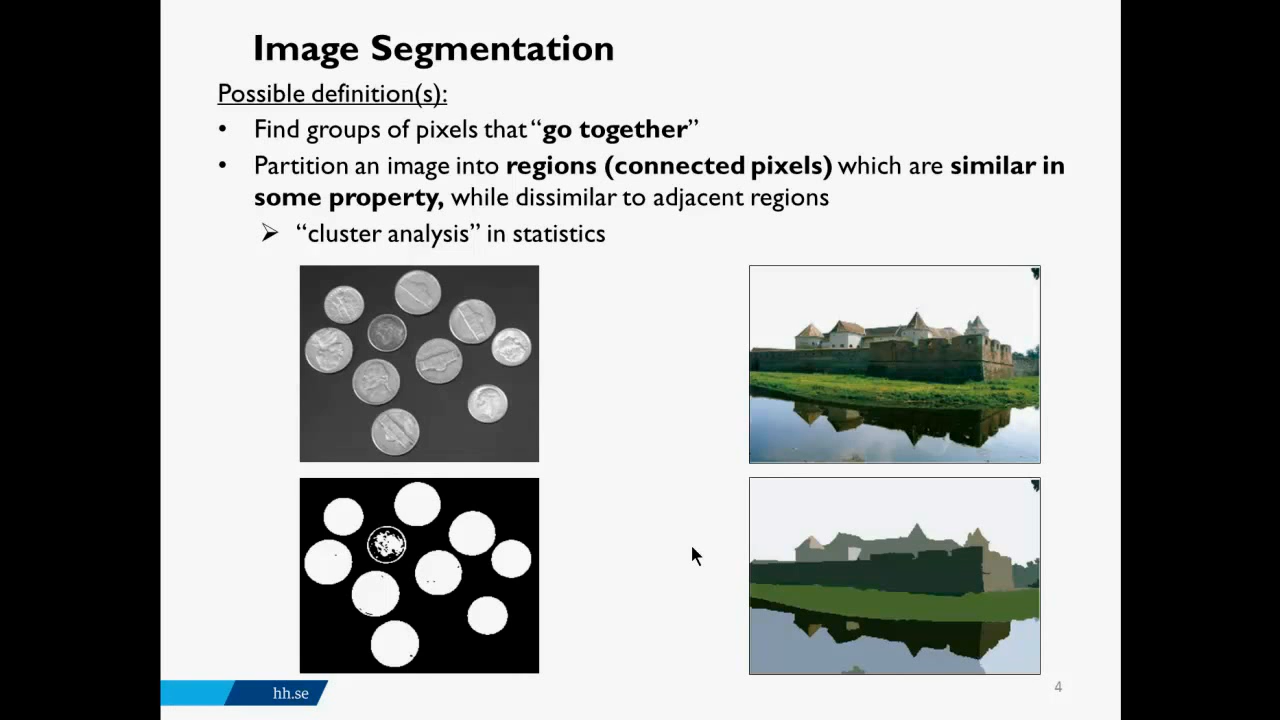 Image Segmentation
Possible definition(s):
• Find groups of pixels that “go together”
• Partition an image into regions (connected pixels) which are similar in
some property, while dissimilar to adjacent regions
➢ “cluster analysis” in statistics
hh.se
4